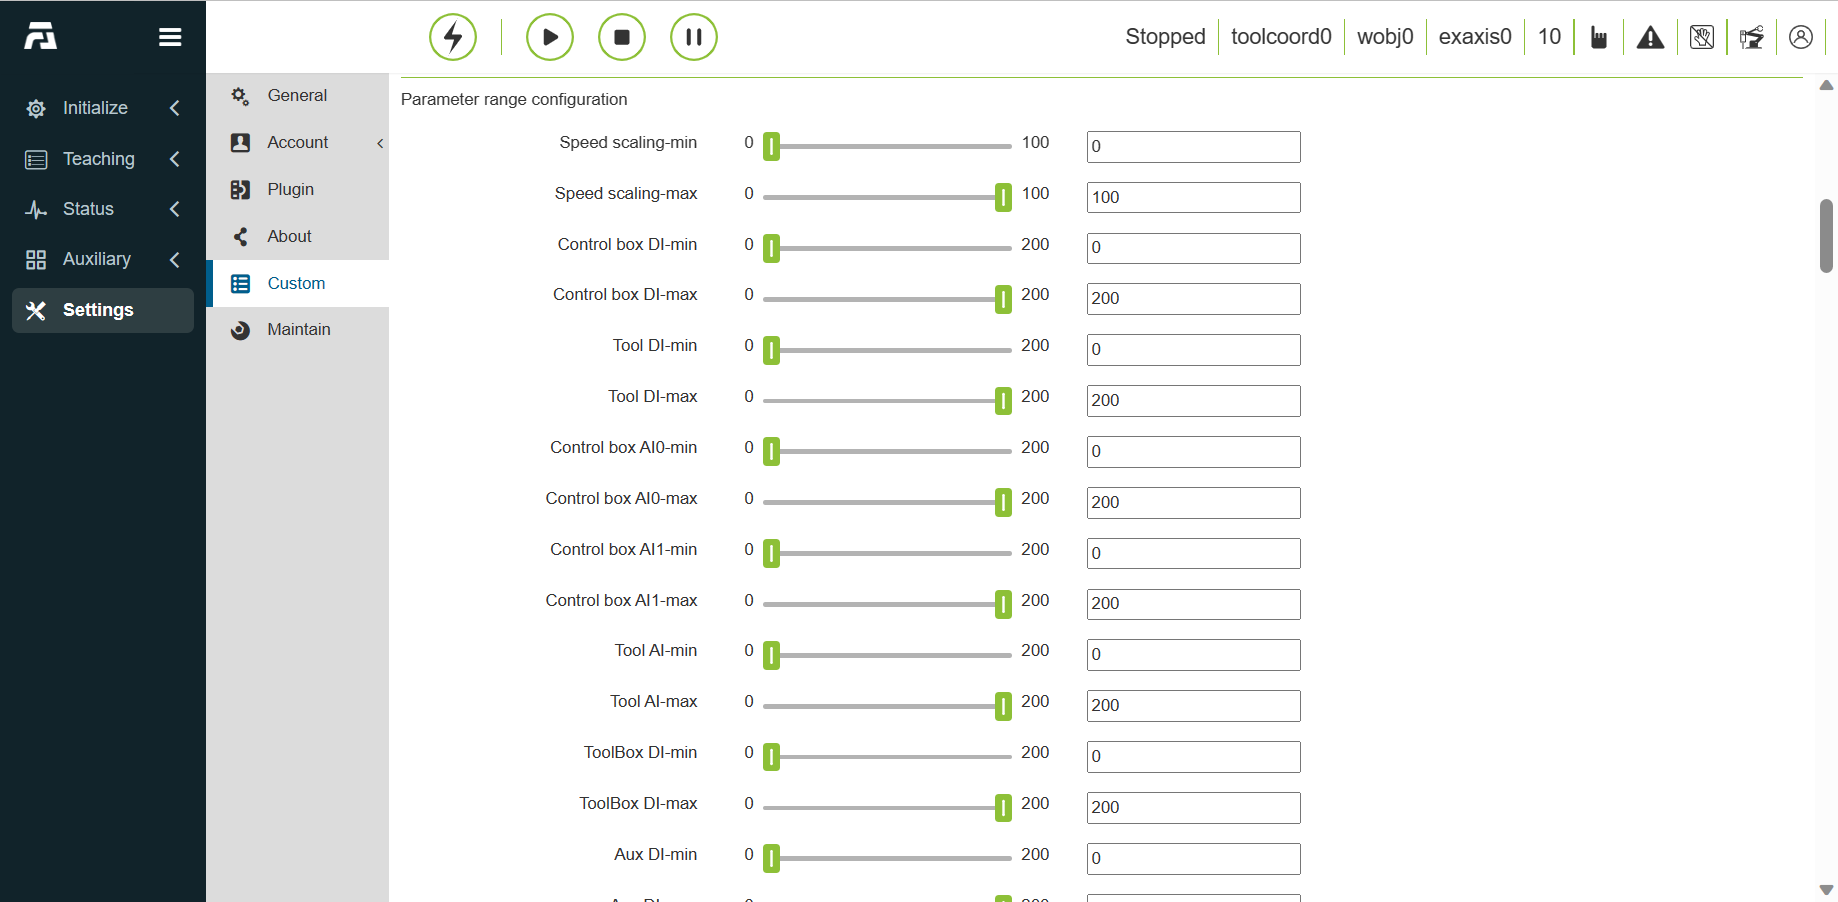 Stopped
toolcoord0
wobj0
exaxis0
10
Initialize
Teaching
Status
Auxiliary
Settings
General
Account
Plugin
About
Custom
Maintain
Parameter range configuration
Speed scaling-min 0 100 0
Speed scaling-max 0 100 100
Control box DI-min 0 200 0
Control box DI-max 0 200 200
Tool DI-min 0 200 0
Tool DI-max 0 200 200
Control box AI0-min 0 200 0
Control box AI0-max 0 200 200
Control box AI1-min 0 200 0
Control box AI1-max 0 200 200
Tool AI-min 0 200 0
Tool AI-max 0 200 200
ToolBox DI-min 0 200 0
ToolBox DI-max 0 200 200
Aux DI-min 0 200 0